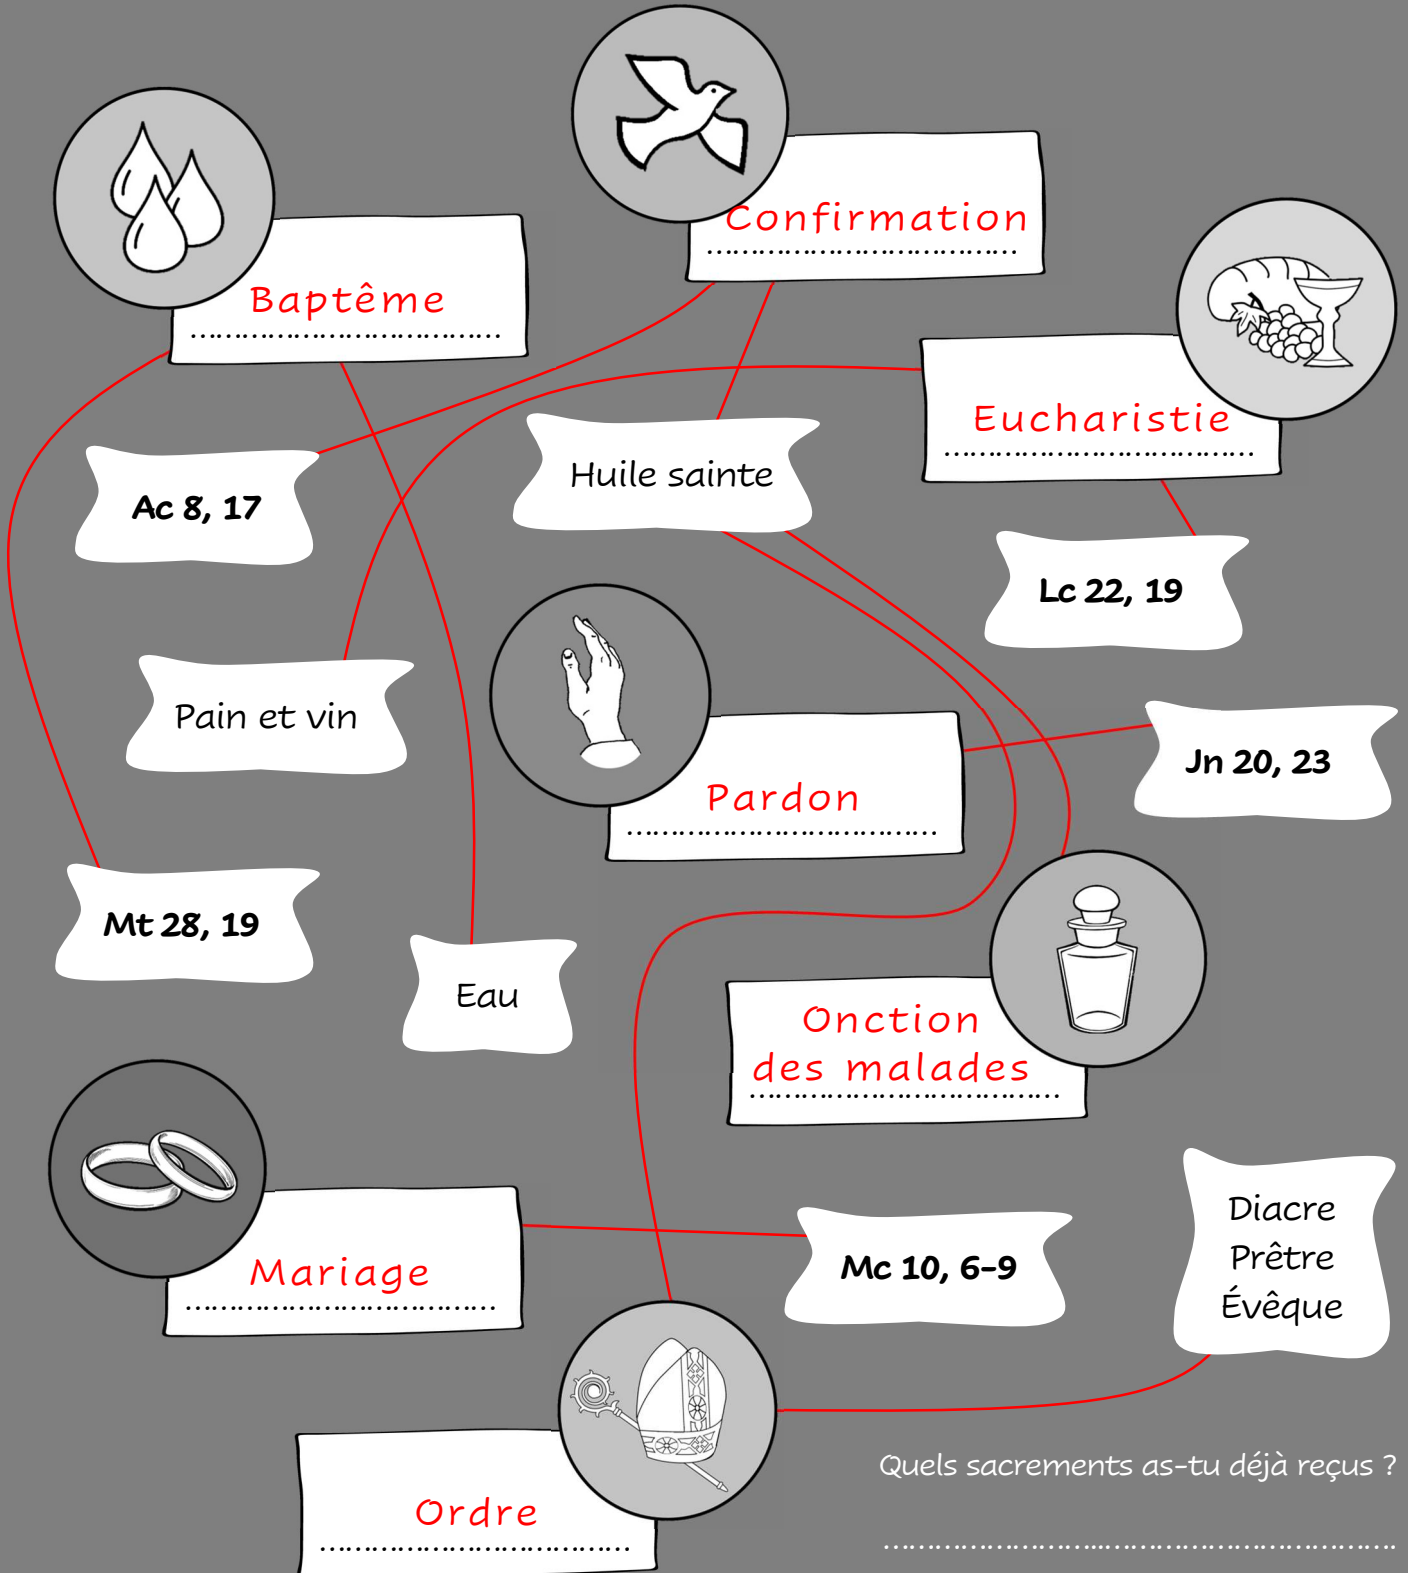 Confirmation
Baptême
Eucharistie
Huile sainte
Ac 8, 17
Lc 22, 19
Pain et vin
Jn 20, 23
Pardon
Mt 28, 19
Eau
Onction
des malades
Diacre
Prêtre
Évêque
Mariage
Mc 10, 6-9
Quels sacrements as-tu déjà reçus ?
Ordre